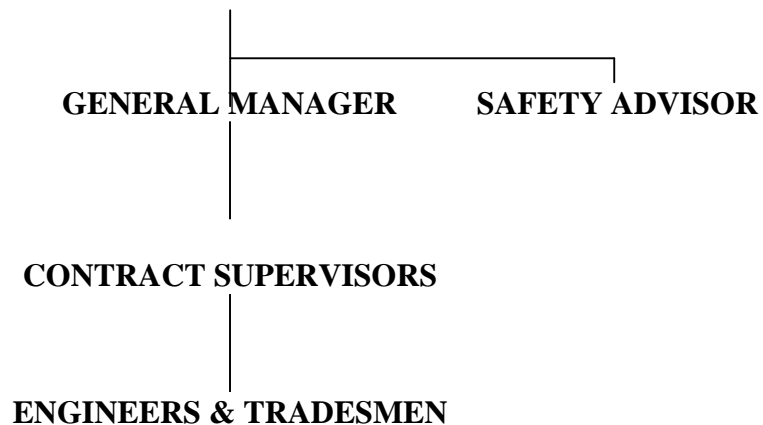 GENERAL MANAGER SAFETY ADVISOR
CONTRACT SUPERVISORS
ENGINEERS & TRADESMEN